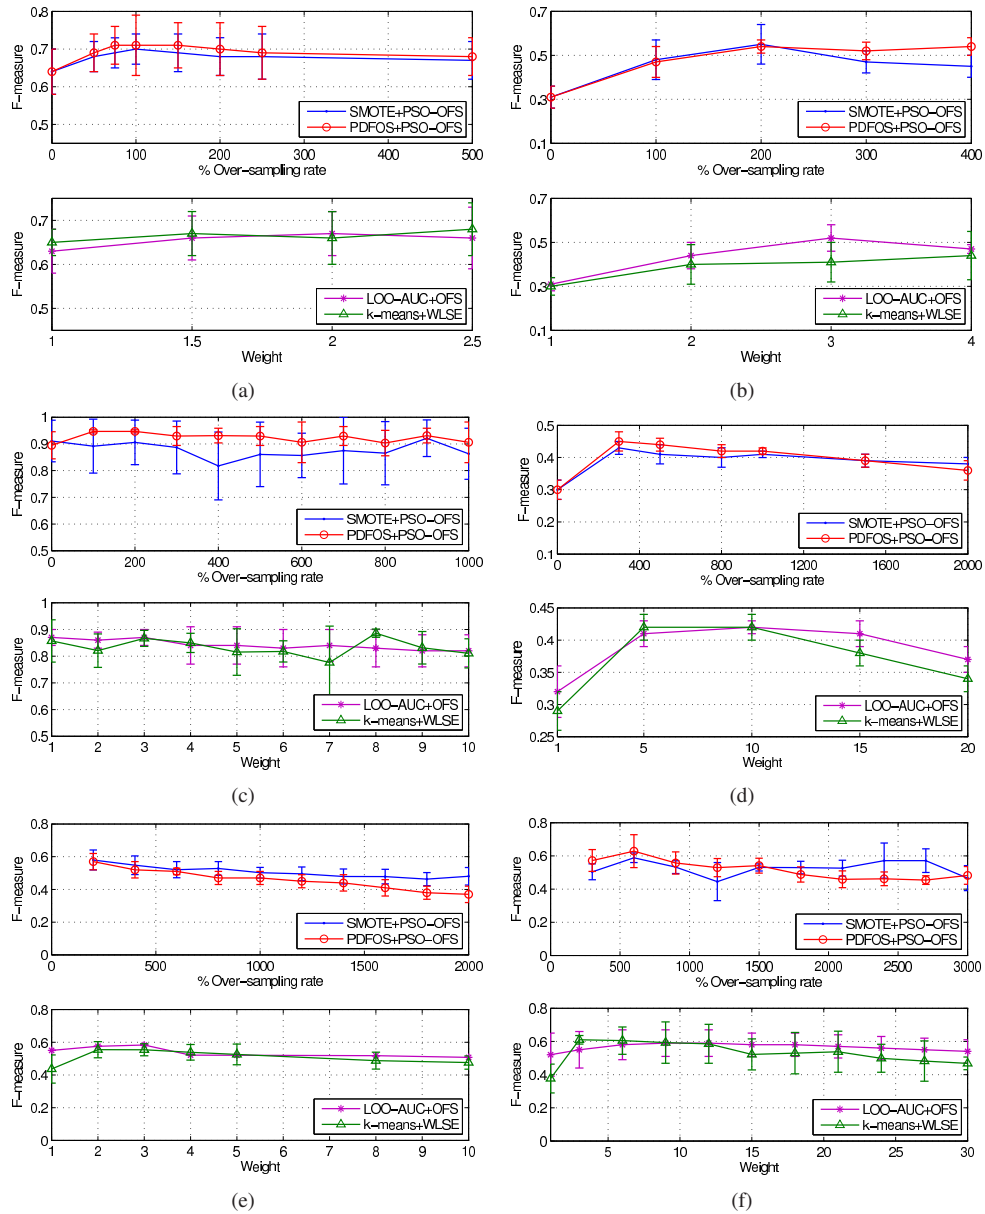 0.8
0.7
0.6
0.5
F-measure
SMOTE+PSO-OFS
PDFOS+PSO-OFS
0 100 200 300 400 500
% Over-sampling rate
0.7
0.6
0.5
F-measure
LOO-AUC+OFS
k-means+WLSE
1 1.5 2 2.5
Weight
(a)
0.7
0.5
0.3
0.1
F-measure
SMOTE+PSO-OFS
PDFOS+PSO-OFS
0 100 200 300 400
% Over-sampling rate
0.7
0.5
0.3
0.1
F-measure
LOO-AUC+OFS
k-means+WLSE
1 2 3 4
Weight
(b)
1
0.9
0.8
0.7
0.6
0.5
F-measure
SMOTE+PSO-OFS
PDFOS+PSO-OFS
0 200 400 600 800 1000
% Over-sampling rate
1
0.9
0.8
0.7
0.6
0.5
F-measure
LOO-AUC+OFS
k-means+WLSE
1 2 3 4 5 6 7 8 9 10
Weight
(c)
0.5
0.4
0.3
0.2
0.1
F-measure
SMOTE+PSO-OFS
PDFOS+PSO-OFS
0 400 800 1200 1600 2000
% Over-sampling rate
0.45
0.4
0.35
0.3
0.25
F-measure
LOO-AUC+OFS
k-means+WLSE
1 5 10 15 20
Weight
(d)
0.8
0.6
0.4
0.2
0
F-measure
SMOTE+PSO-OFS
PDFOS+PSO-OFS
0 500 1000 1500 2000
% Over-sampling rate
0.8
0.6
0.4
0.2
0
F-measure
LOO-AUC+OFS
k-means+WLSE
1 2 3 4 5 6 7 8 9 10
Weight
(e)
0.8
0.6
0.4
0.2
0
F-measure
SMOTE+PSO-OFS
PDFOS+PSO-OFS
0 500 1000 1500 2000 2500 3000
% Over-sampling rate
0.8
0.6
0.4
0.2
0
F-measure
LOO-AUC+OFS
k-means+WLSE
1 5 10 15 20 25 30
Weight
(f)